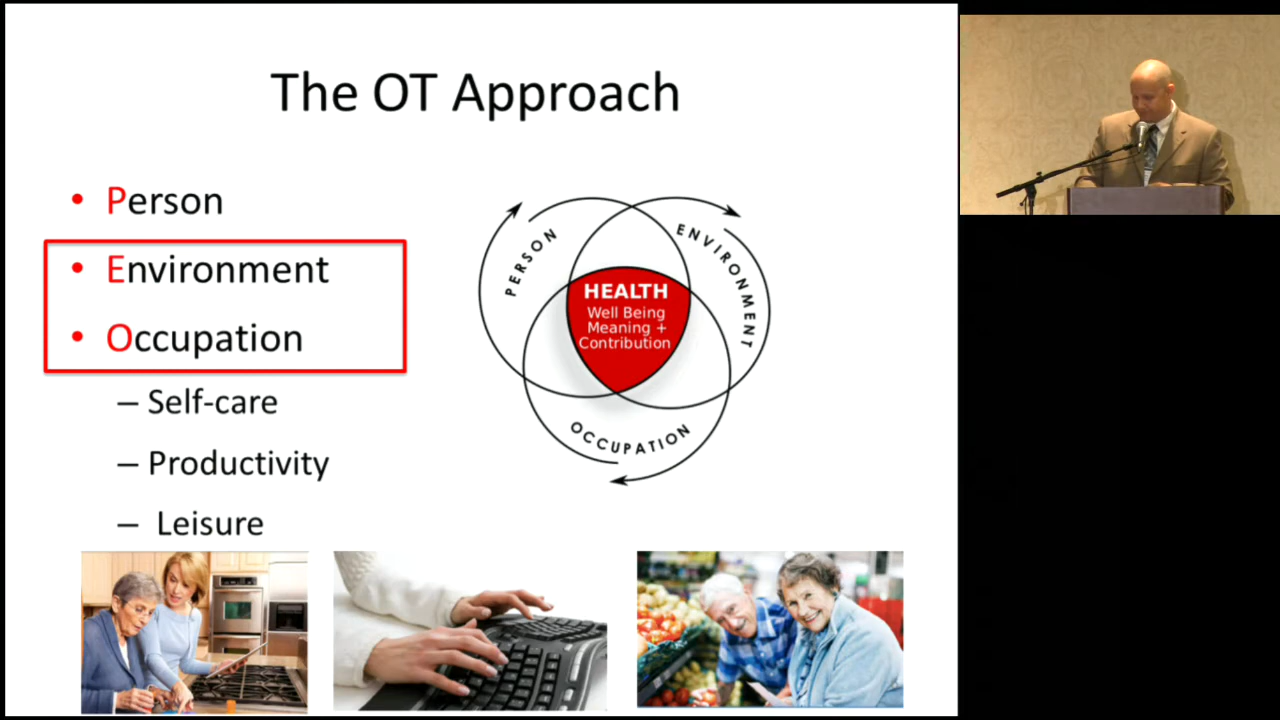 The OT Approach
• Person
• Environment
• Occupation
– Self-care
– Productivity
– Leisure
PERSON
ENVIRONMENT
HEALTH
Well Being
Meaning +
Contribution
OCCUPATION